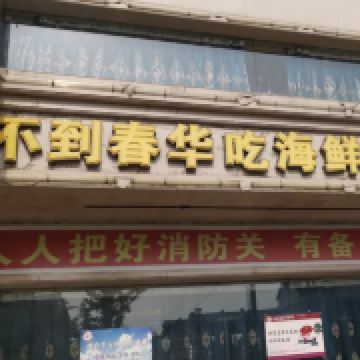 不到春华吃海鲜
人人把好消防关 有备